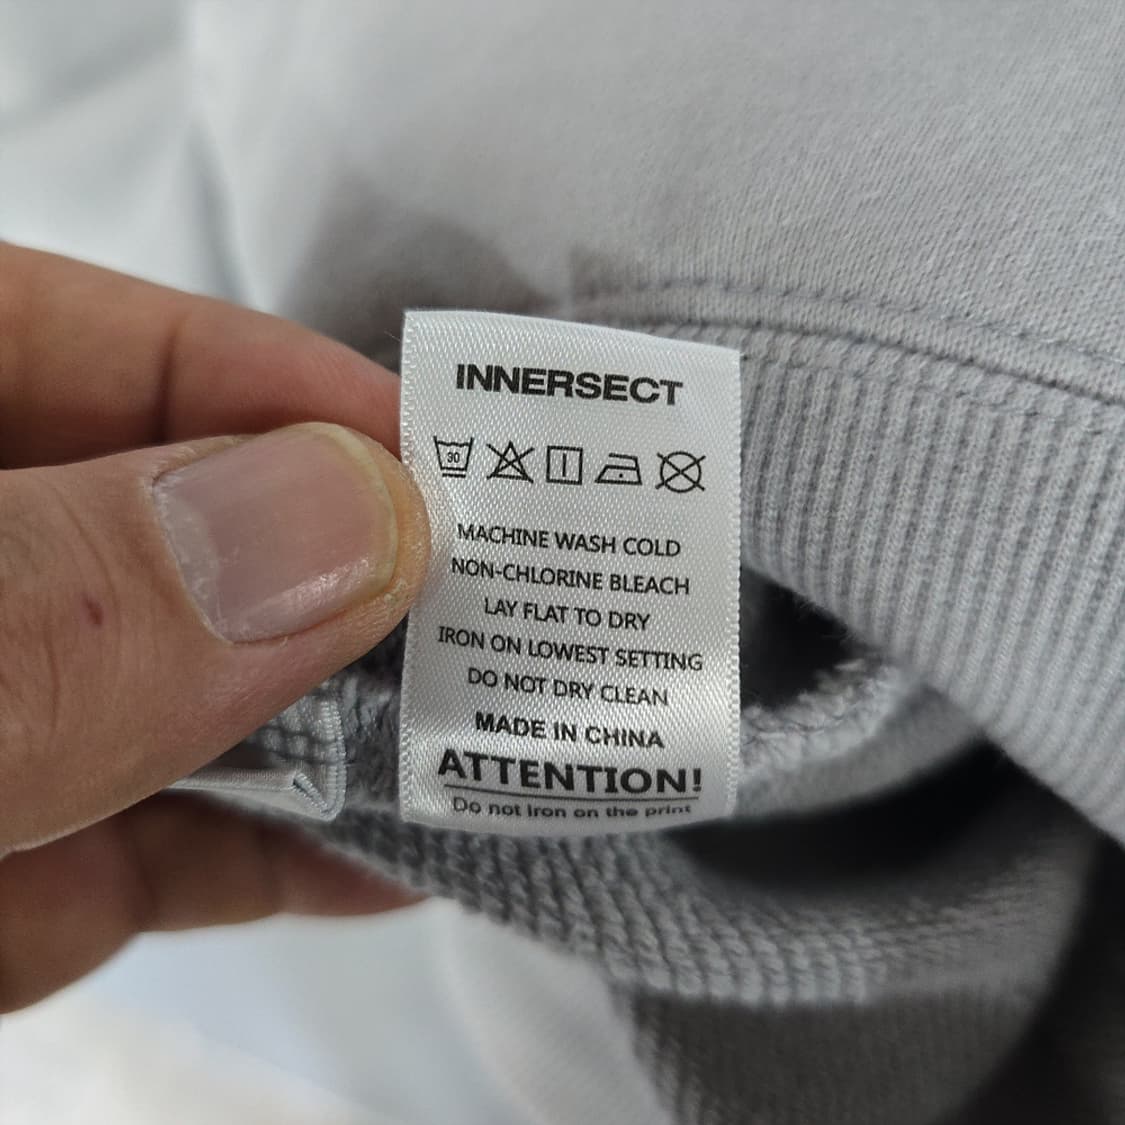 INNERSECT
30
MACHINE WASH COLD
NON-CHLORINE BLEACH
LAY FLAT TO DRY
IRON ON LOWEST SETTING
DO NOT DRY CLEAN
MADE IN CHINA
ATTENTION!
Do not iron on the print